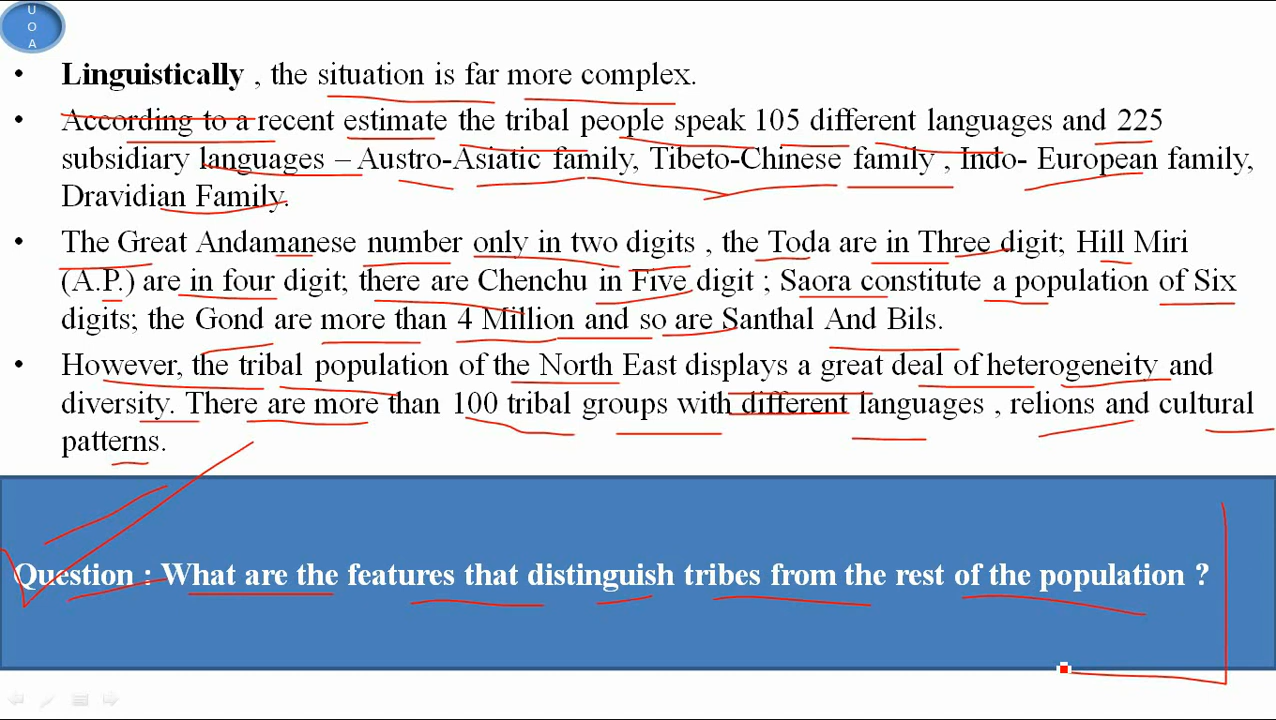 U
O
A
• Linguistically , the situation is far more complex.
• According to a recent estimate the tribal people speak 105 different languages and 225
subsidiary languages – Austro-Asiatic family, Tibeto-Chinese family , Indo- European family,
Dravidian Family.
• The Great Andamanese number only in two digits , the Toda are in Three digit; Hill Miri
(A.P.) are in four digit; there are Chenchu in Five digit ; Saora constitute a population of Six
digits; the Gond are more than 4 Million and so are Santhal And Bils.
• However, the tribal population of the North East displays a great deal of heterogeneity and
diversity. There are more than 100 tribal groups with different languages , relions and cultural
patterns.
Question : What are the features that distinguish tribes from the rest of the population ?